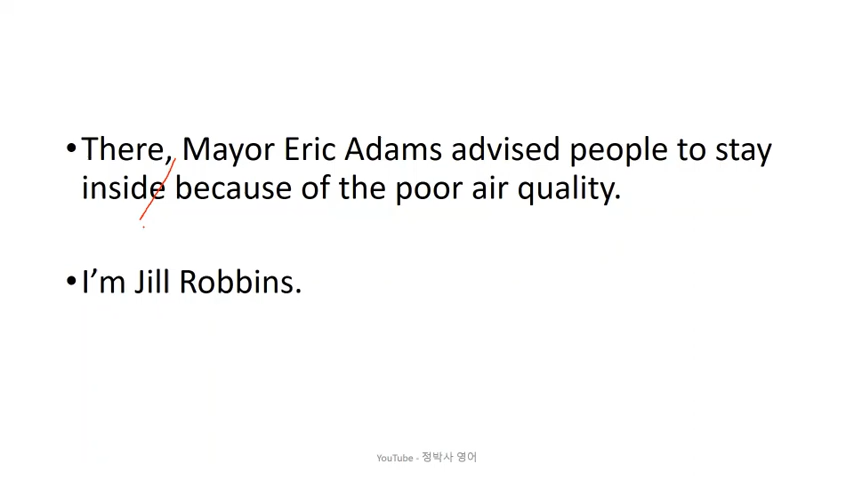 •There, Mayor Eric Adams advised people to stay
inside because of the poor air quality.
•I’m Jill Robbins.
YouTube - 정박사 영어